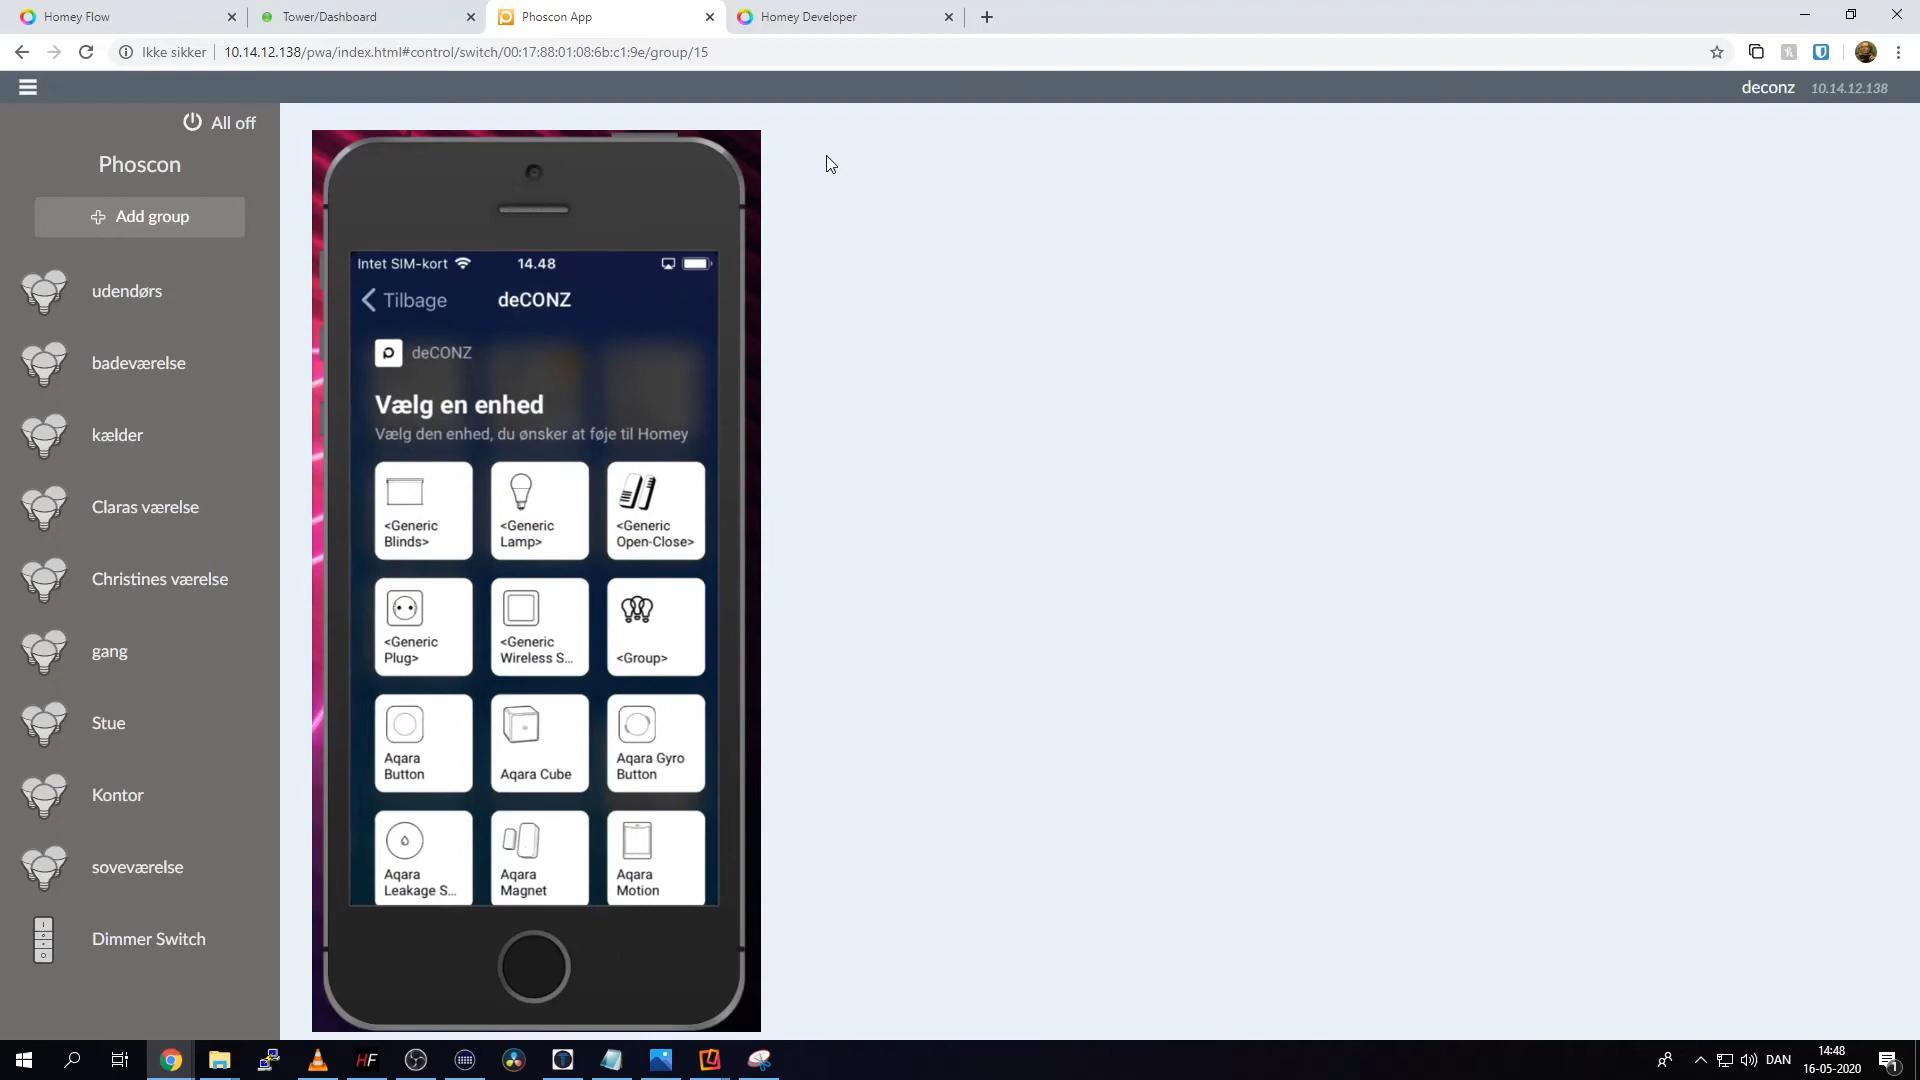 Homey Flow
Tower/Dashboard
Phoscon App
Homey Developer
Ikke sikker
10.14.12.138/pwa/index.html#control/switch/00:17:88:01:08:6b:c1:9e/group/15
deconz 10.14.12.138
All off
Phoscon
Add group
udendørs
badeværelse
kælder
Claras værelse
Christines værelse
gang
Stue
Kontor
soveværelse
Dimmer Switch
Intet SIM-kort
14.48
Tilbage
deCONZ
deCONZ
Vælg en enhed
Vælg den enhed, du ønsker at føje til Homey
<Generic
Blinds>
<Generic
Lamp>
<Generic
Open-Close>
<Generic
Plug>
<Generic
Wireless S...
<Group>
Aqara
Button
Aqara Cube
Aqara Gyro
Button
Aqara
Leakage S...
Aqara
Magnet
Aqara
Motion
HF
DAN
14:48
16-05-2020
1